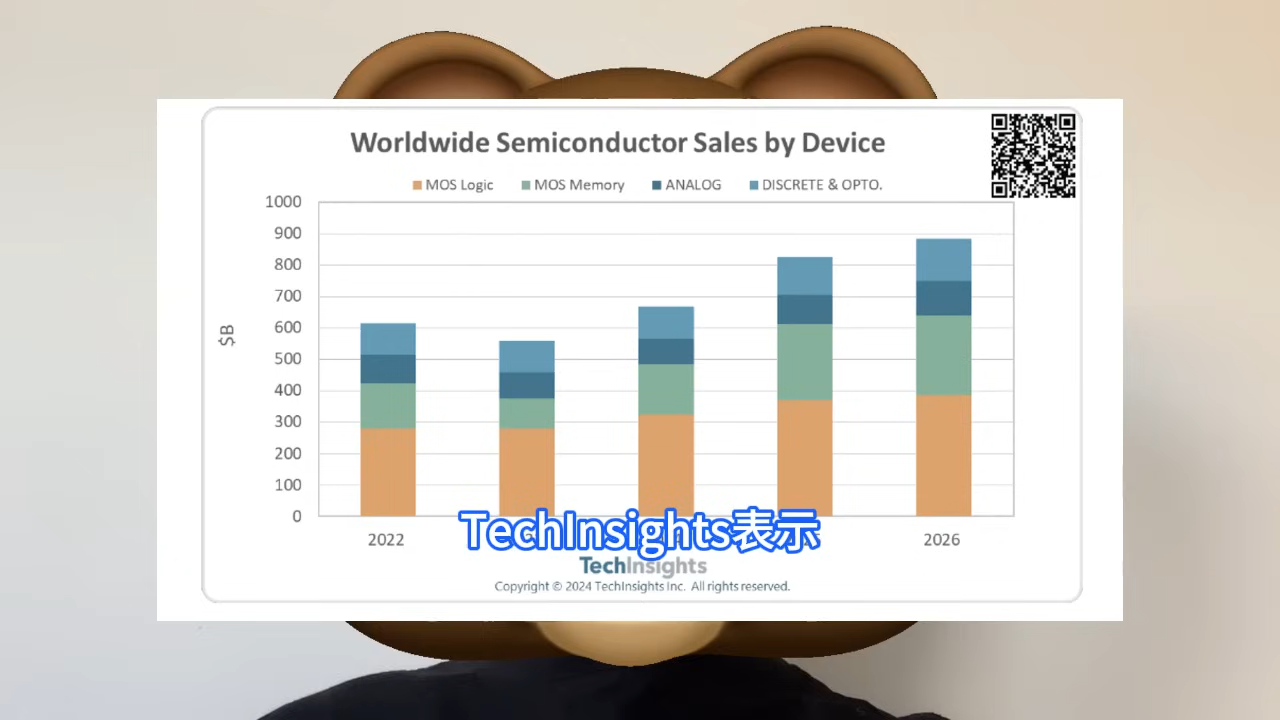 Worldwide Semiconductor Sales by Device
MOS Logic MOS Memory ANALOG DISCRETE & OPTO.
1000
900
800
700
600
500
400
300
200
100
0
$B
2022 2026
TechInsights表示
TechInsights
Copyright © 2024 TechInsights Inc. All rights reserved.